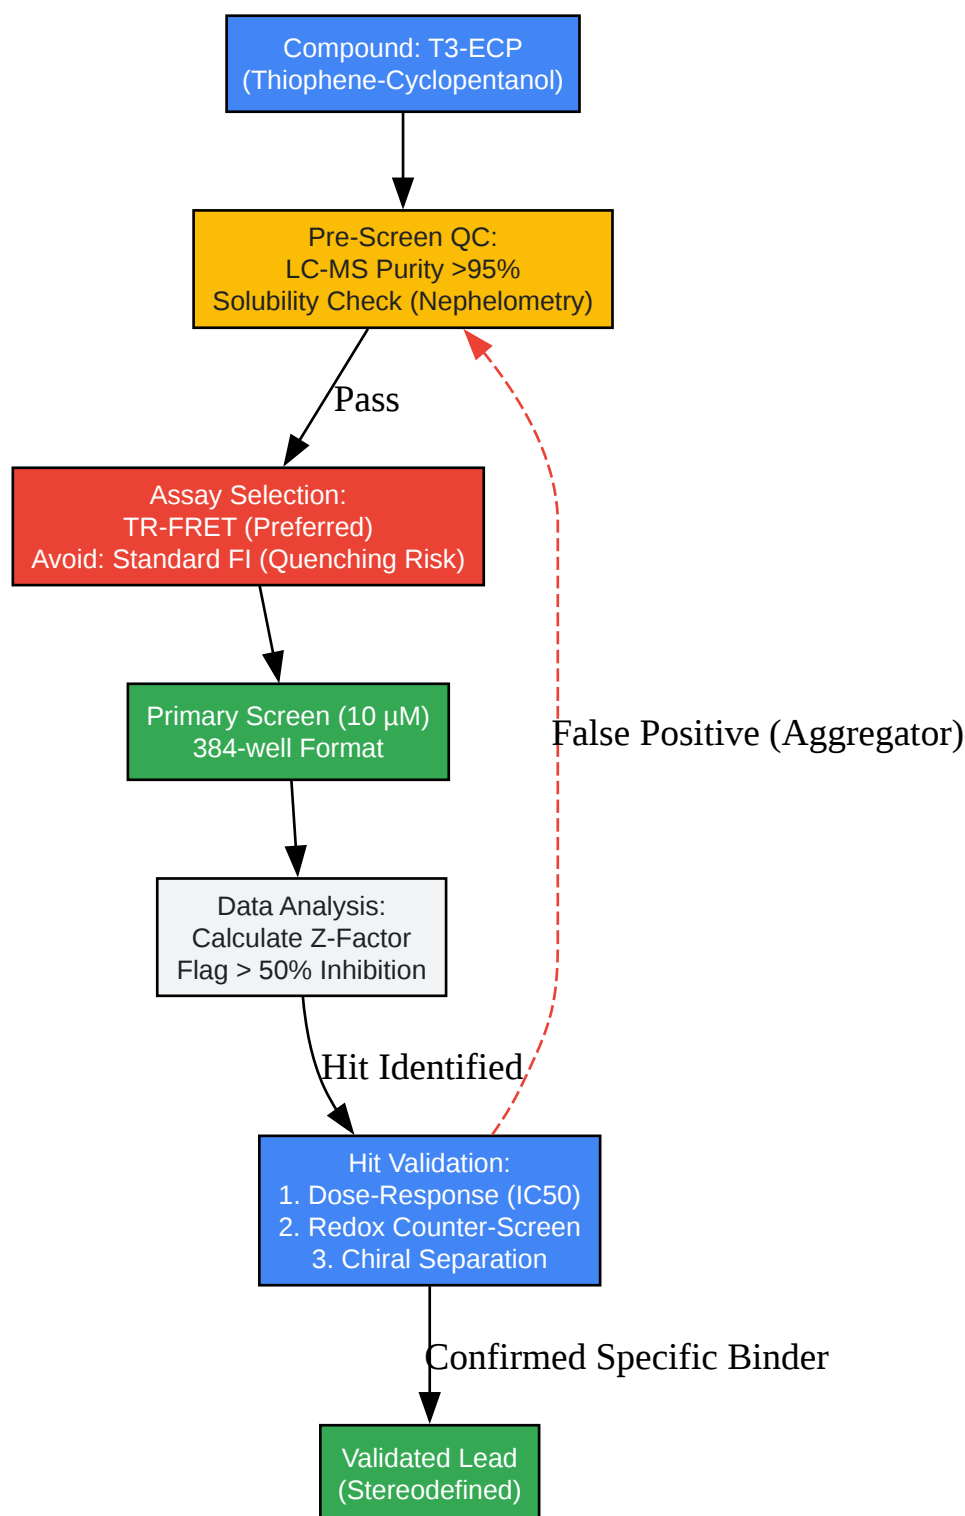 Compound: T3-ECP
(Thiophene-Cyclopentanol)
Pre-Screen QC:
LC-MS Purity >95%
Solubility Check (Nephelometry)
Pass
Assay Selection:
TR-FRET (Preferred)
Avoid: Standard FI (Quenching Risk)
Primary Screen (10 µM)
384-well Format
False Positive (Aggregator)
Data Analysis:
Calculate Z-Factor
Flag > 50% Inhibition
Hit Identified
Hit Validation:
1. Dose-Response (IC50)
2. Redox Counter-Screen
3. Chiral Separation
Confirmed Specific Binder
Validated Lead
(Stereodefined)